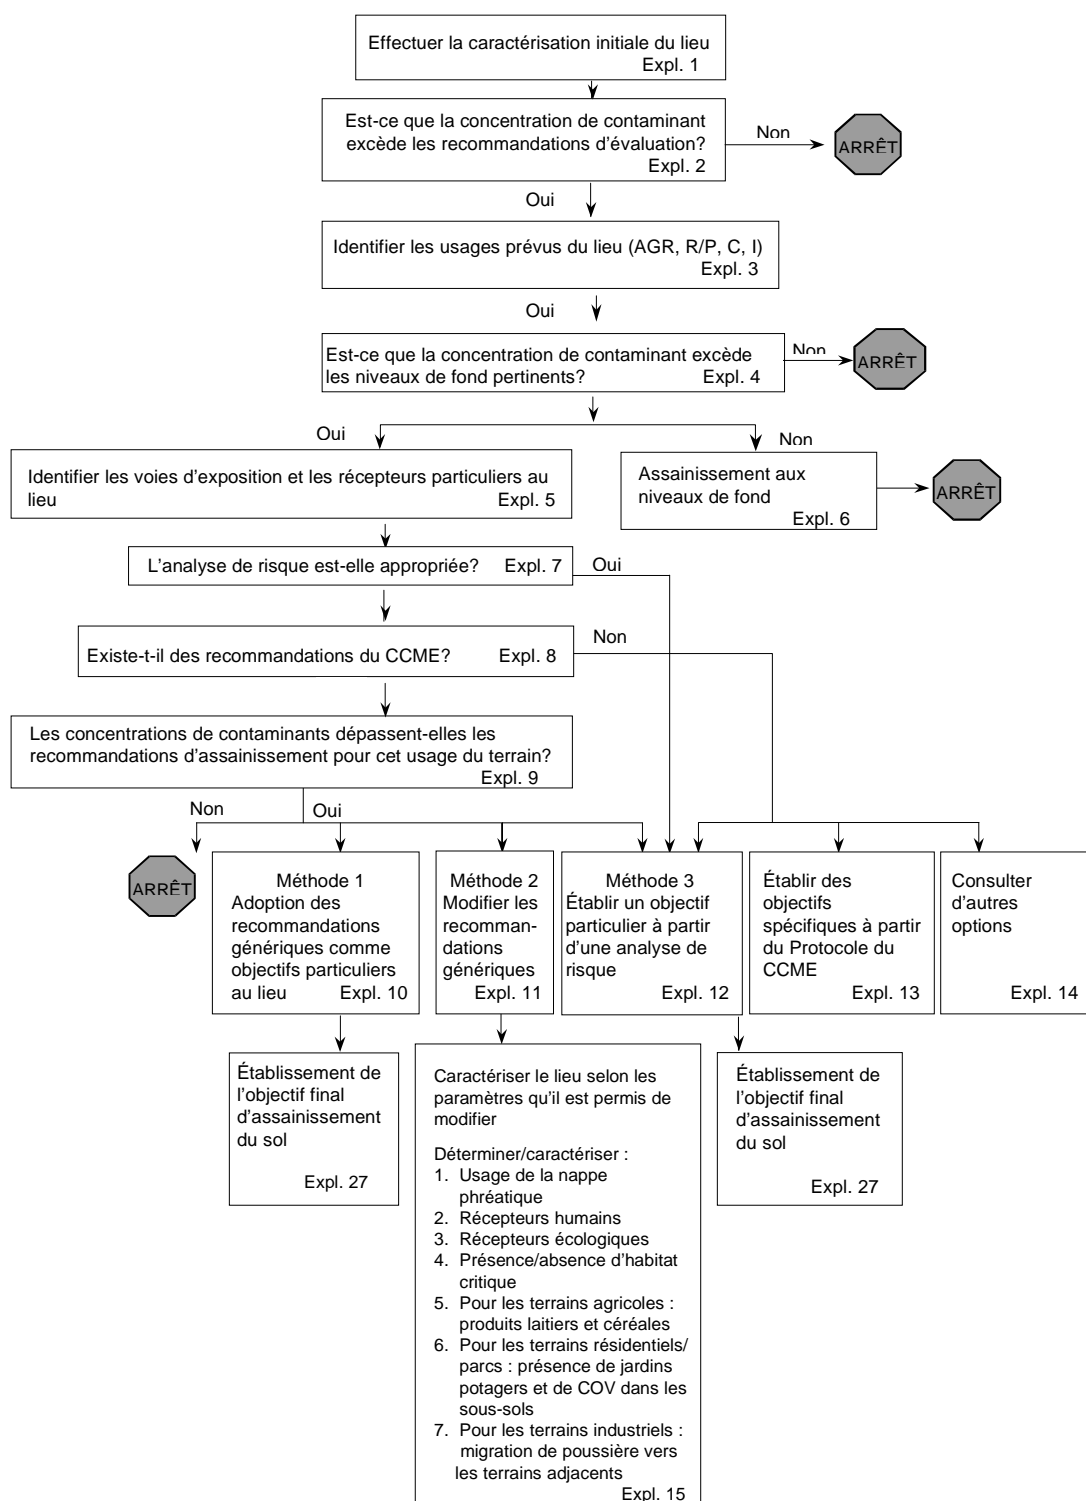 Effectuer la caractérisation initiale du lieu
Expl. 1
Est-ce que la concentration de contaminant
excède les recommandations d'évaluation?
Expl. 2
Non
ARRÊT
Oui
Identifier les usages prévus du lieu (AGR, R/P, C, I)
Expl. 3
Oui
Est-ce que la concentration de contaminant excède
les niveaux de fond pertinents? Expl. 4
Non
ARRÊT
Oui
Non
Identifier les voies d'exposition et les récepteurs particuliers au
lieu Expl. 5
Assainissement aux
niveaux de fond
Expl. 6
ARRÊT
L'analyse de risque est-elle appropriée? Expl. 7
Oui
Existe-t-il des recommandations du CCME? Expl. 8
Non
Les concentrations de contaminants dépassent-elles les
recommandations d'assainissement pour cet usage du terrain?
Expl. 9
Non
Oui
ARRÊT
Méthode 1
Adoption des
recommandations
génériques comme
objectifs particuliers
au lieu Expl. 10
Méthode 2
Modifier les
recomman-
dations
génériques
Expl. 11
Méthode 3
Établir un objectif
particulier à partir
d'une analyse de
risque
Expl. 12
Établir des
objectifs
spécifiques à partir
du Protocole du
CCME
Expl. 13
Consulter
d'autres
options
Expl. 14
Établissement de
l'objectif final
d'assainissement
du sol
Expl. 27
Caractériser le lieu selon les
paramètres qu'il est permis de
modifier
Déterminer/caractériser :
1. Usage de la nappe
phréatique
2. Récepteurs humains
3. Récepteurs écologiques
4. Présence/absence d'habitat
critique
5. Pour les terrains agricoles :
produits laitiers et céréales
6. Pour les terrains résidentiels/
parcs : présence de jardins
potagers et de COV dans les
sous-sols
7. Pour les terrains industriels :
migration de poussière vers
les terrains adjacents
Expl. 15
Établissement de
l'objectif final
d'assainissement
du sol
Expl. 27